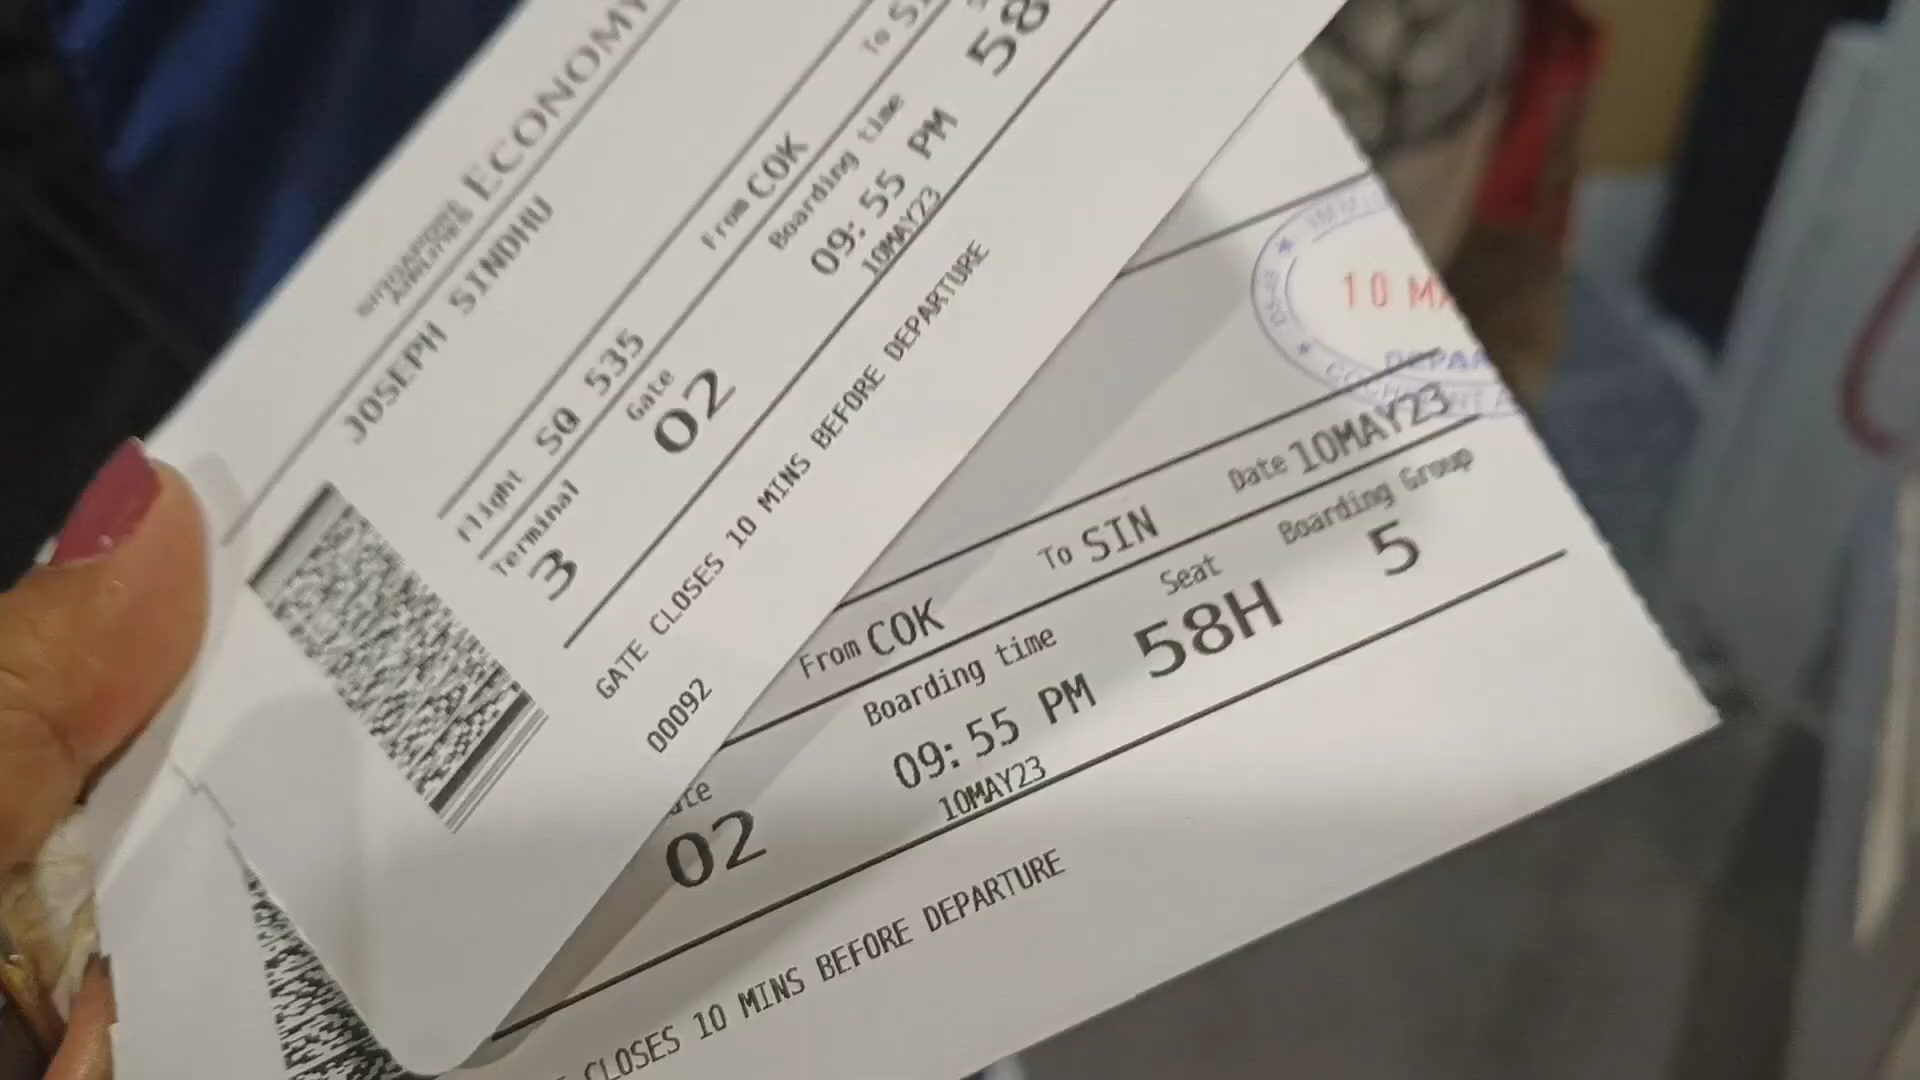 SINGAPORE AIRLINES ECONOMY
JOSEPH SINDHU
Flight SQ 535 From COK To
Terminal Gate Boarding time
3 02 09:55 PM 58
10MAY23
GATE CLOSES 10 MINS BEFORE DEPARTURE
00092
10
From COK To SIN Date 10MAY23
Boarding time Seat Boarding Group
02 09:55 PM 58H 5
10MAY23
CLOSES 10 MINS BEFORE DEPARTURE